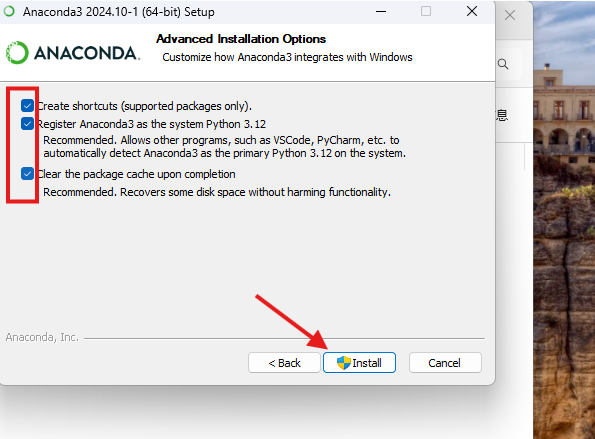 Anaconda3 2024.10-1 (64-bit) Setup
ANACONDA.
Advanced Installation Options
Customize how Anaconda3 integrates with Windows
Create shortcuts (supported packages only).
Register Anaconda3 as the system Python 3.12
Recommended. Allows other programs, such as VSCode, PyCharm, etc. to
automatically detect Anaconda3 as the primary Python 3.12 on the system.
Clear the package cache upon completion
Recommended. Recovers some disk space without harming functionality.
息
Anaconda, Inc.
< Back
Install
Cancel